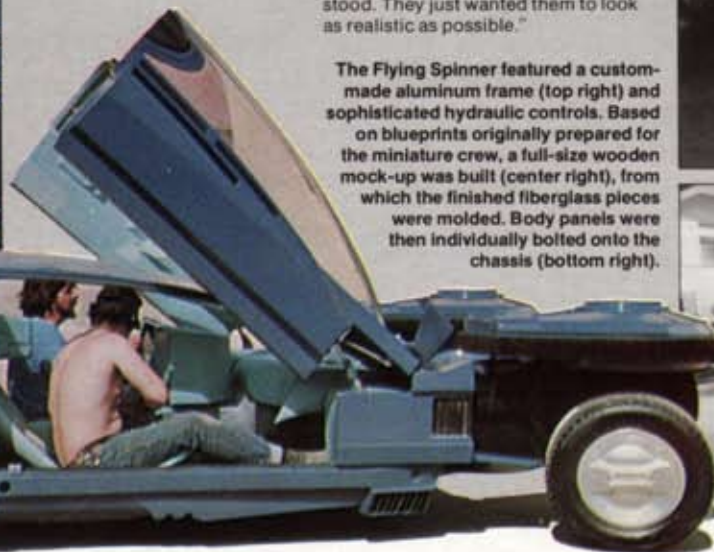 stood. They just wanted them to look
as realistic as possible."
The Flying Spinner featured a custom-
made aluminum frame (top right) and
sophisticated hydraulic controls. Based
on blueprints originally prepared for
the miniature crew, a full-size wooden
mock-up was built (center right), from
which the finished fiberglass pieces
were molded. Body panels were
then individually bolted onto the
chassis (bottom right).